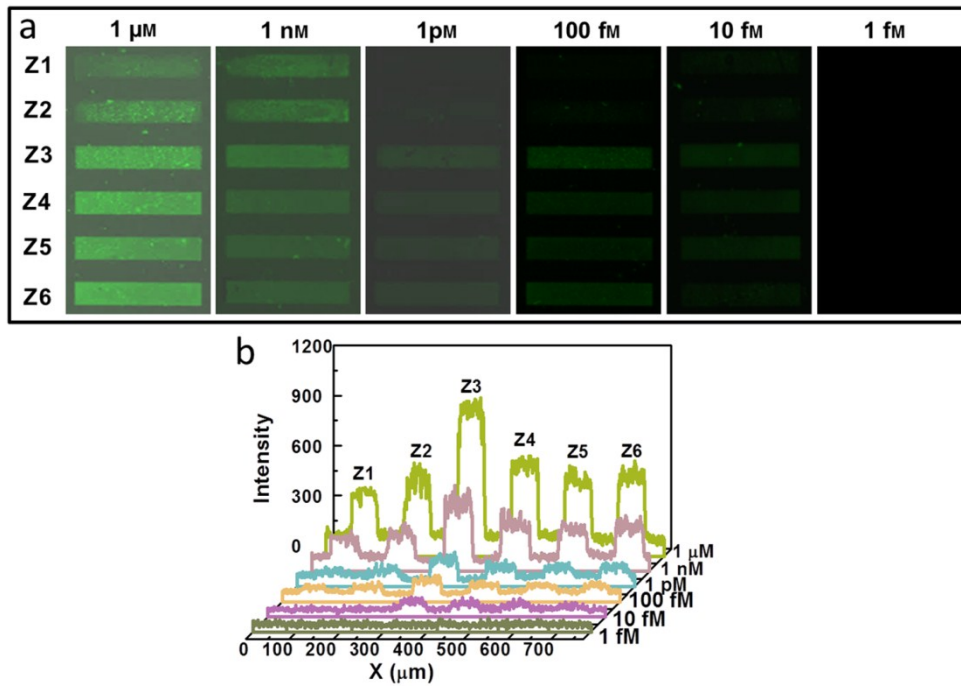 a
1 μM 1 nM 1pM 100 fM 10 fM 1 fM
Z1
Z2
Z3
Z4
Z5
Z6
b
1200
900
600
300
0
Intensity
Z1 Z2 Z3 Z4 Z5 Z6
1 μM
1 nM
1 pM
100 fM
10 fM
1 fM
0 100 200 300 400 500 600 700
X (μm)